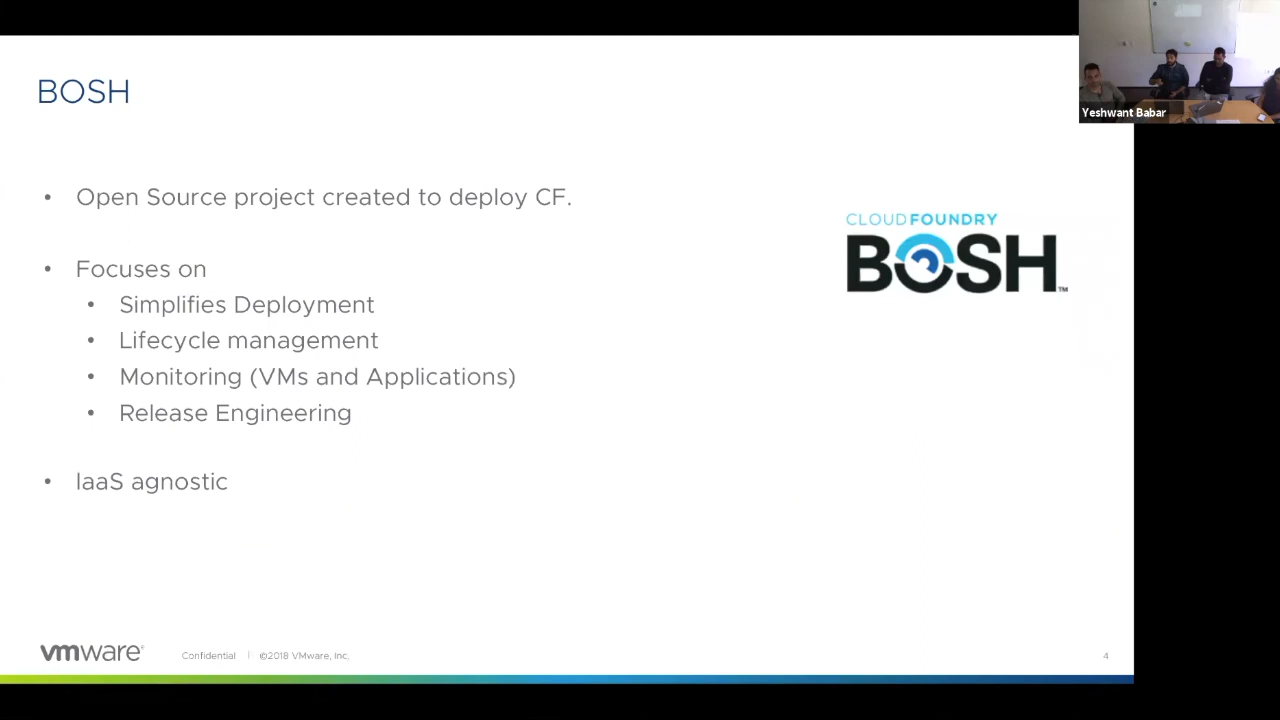 BOSH
Yeshwant Babar
• Open Source project created to deploy CF.
• Focuses on
• Simplifies Deployment
• Lifecycle management
• Monitoring (VMs and Applications)
• Release Engineering
• IaaS agnostic
CLOUDFOUNDRY
BOSH™
vmware®
Confidential | ©2018 VMware, Inc.
4